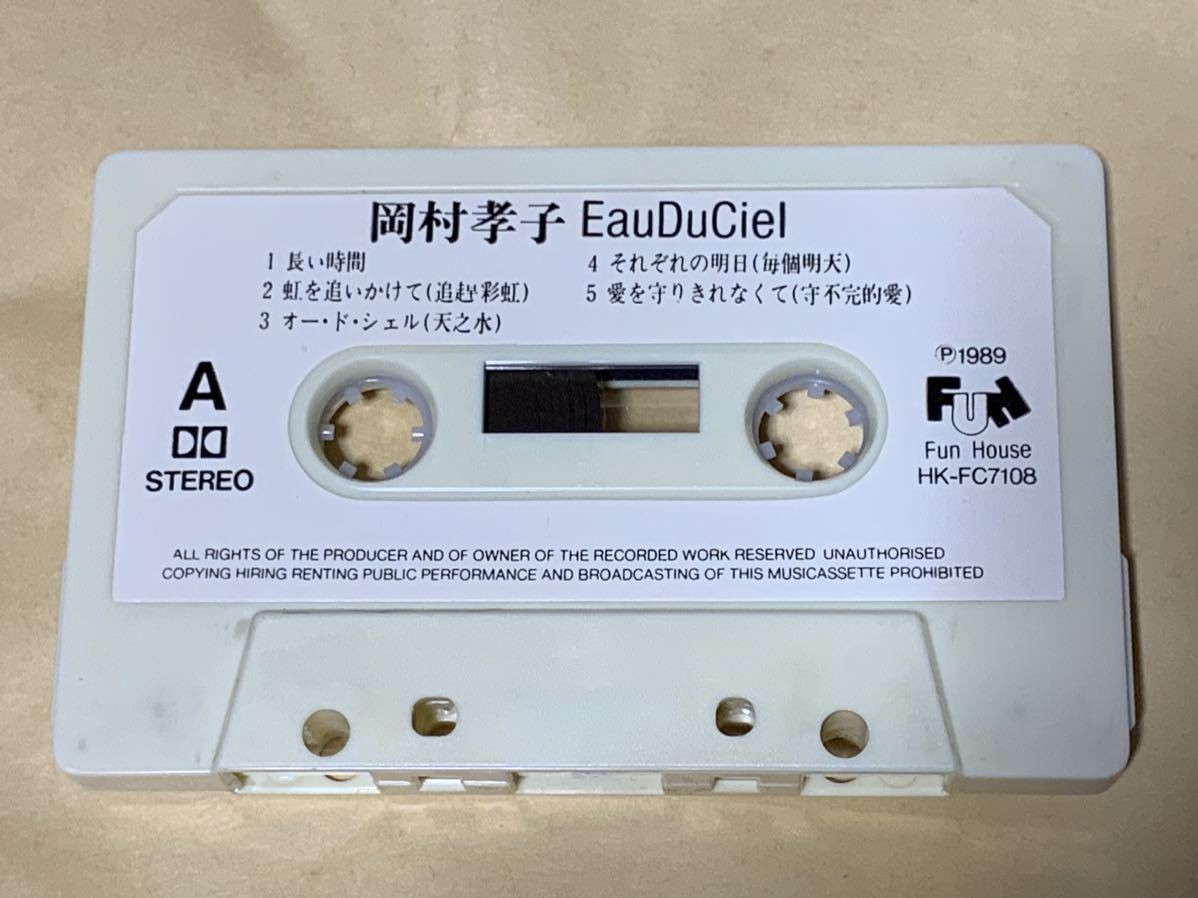 岡村孝子 EauDuCiel
1 長い時間
2 虹を追いかけて(追趕彩虹)
3 オー・ド・シェル(天之水)
4 それぞれの明日(毎個明天)
5 愛を守りきれなくて(守不完的愛)
A
STEREO
Ⓟ1989
FUN
Fun House
HK-FC7108
ALL RIGHTS OF THE PRODUCER AND OF OWNER OF THE RECORDED WORK RESERVED UNAUTHORISED
COPYING HIRING RENTING PUBLIC PERFORMANCE AND BROADCASTING OF THIS MUSICASSETTE PROHIBITED